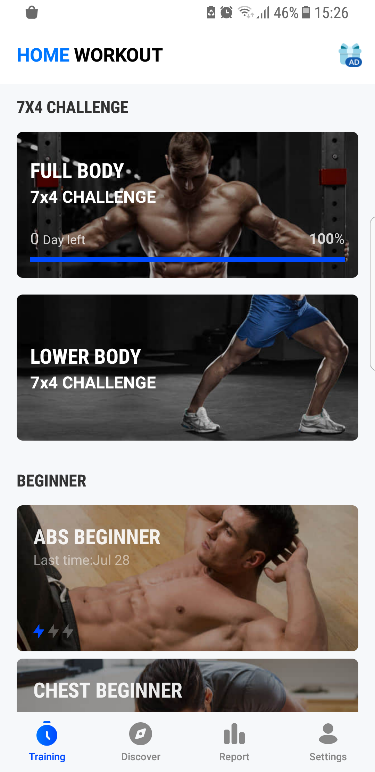 46% 15:26
HOME WORKOUT
AD
7X4 CHALLENGE
FULL BODY
7x4 CHALLENGE
0 Day left
100%
LOWER BODY
7x4 CHALLENGE
BEGINNER
ABS BEGINNER
Last time:Jul 28
CHEST BEGINNER
Training
Discover
Report
Settings